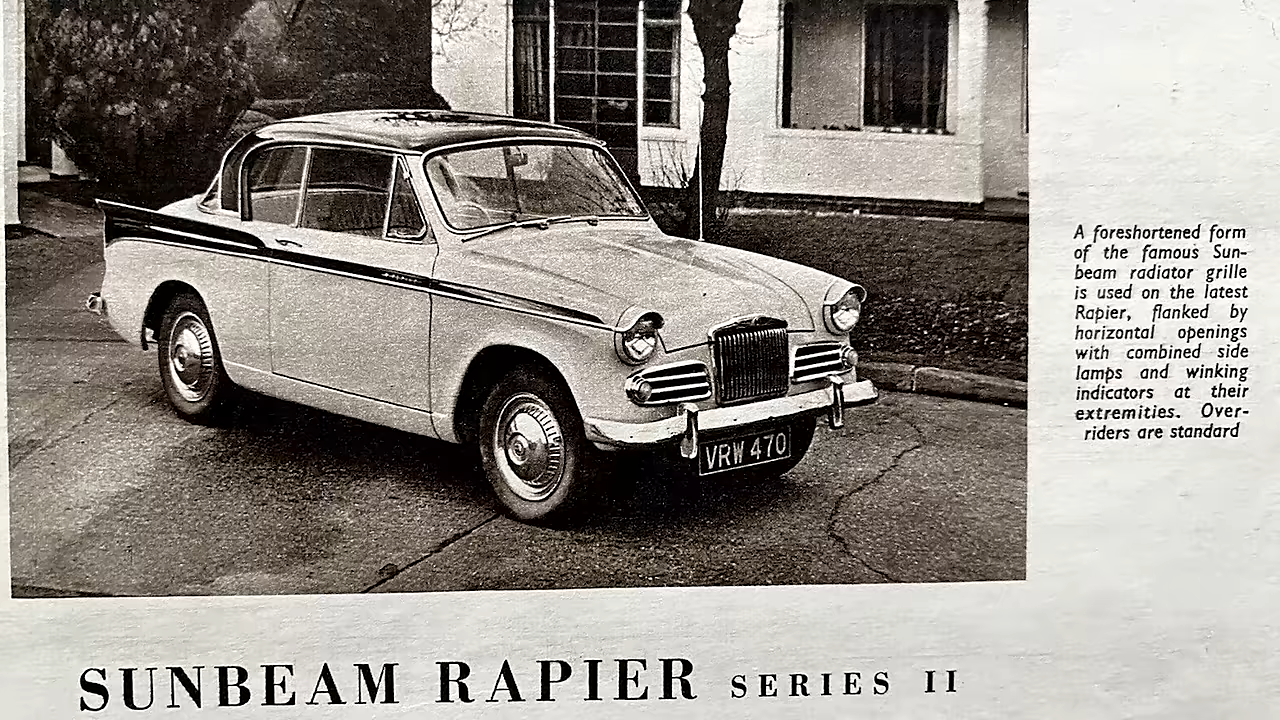 A foreshortened form
of the famous Sun-
beam radiator grille
is used on the latest
Rapier, flanked by
horizontal openings
with combined side
lamps and winking
indicators at their
extremities. Over-
riders are standard
VRW 470
SUNBEAM RAPIER SERIES II